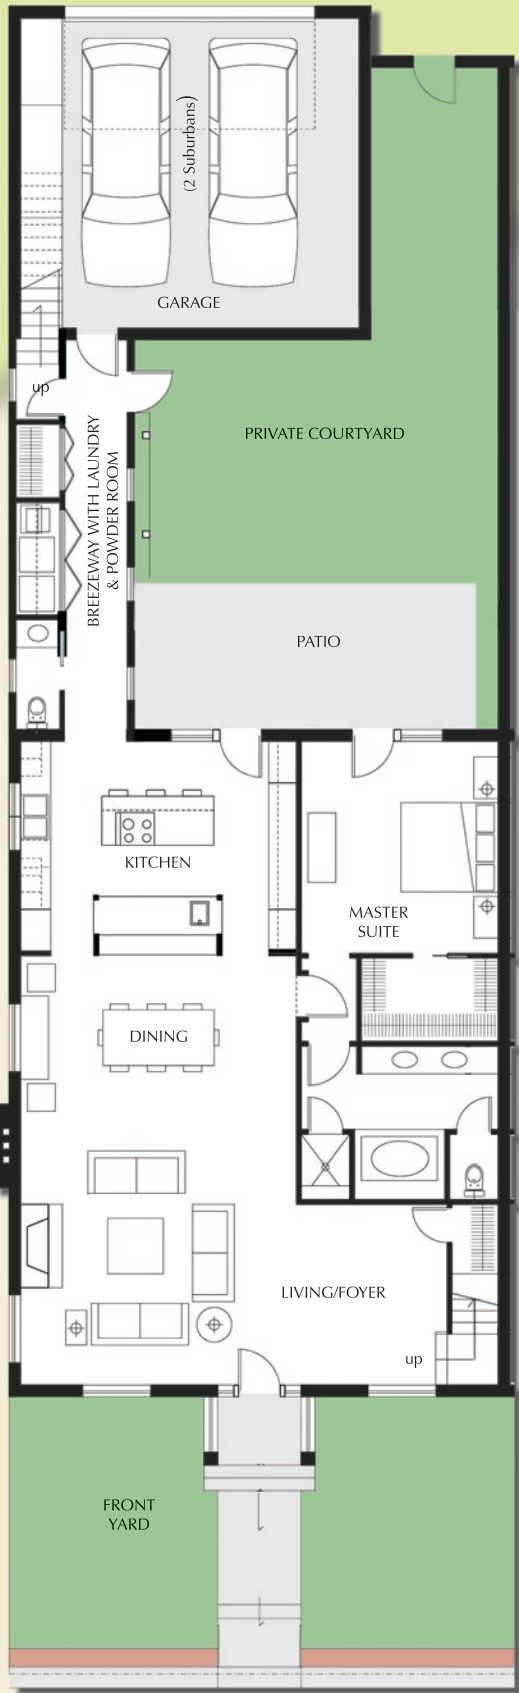 (2 Suburbans)
GARAGE
up
BREEZEWAY WITH LAUNDRY
& POWDER ROOM
PRIVATE COURTYARD
PATIO
KITCHEN
MASTER
SUITE
DINING
LIVING/FOYER
up
FRONT
YARD